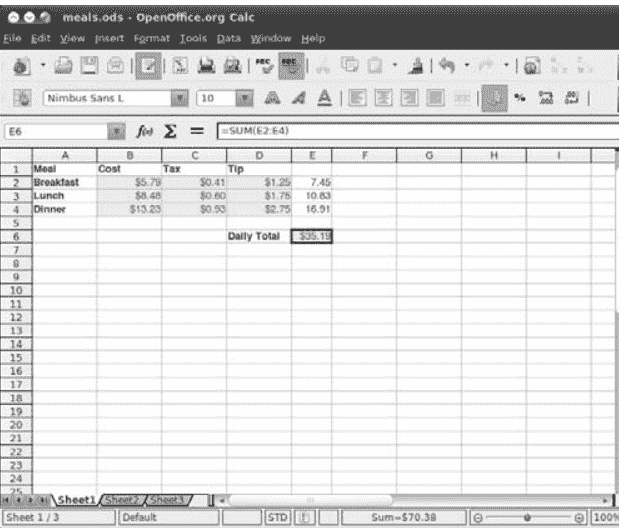 meals.ods - OpenOffice.org Calc
File Edit View Insert Format Tools Data Window Help
Nimbus Sans L 10
E6 =SUM(E2:E4)
A B C D E F G H I
1 Meal Cost Tax Tip
2 Breakfast $5.79 $0.41 $1.25 7.45
3 Lunch $8.48 $0.60 $1.75 10.83
4 Dinner $13.23 $0.93 $2.75 16.91
5
6 Daily Total $35.19
7
8
9
10
11
12
13
14
15
16
17
18
19
20
21
22
23
24
25
Sheet1 Sheet2 Sheet3
Sheet 1 / 3 Default STD Sum=$70.38 100%